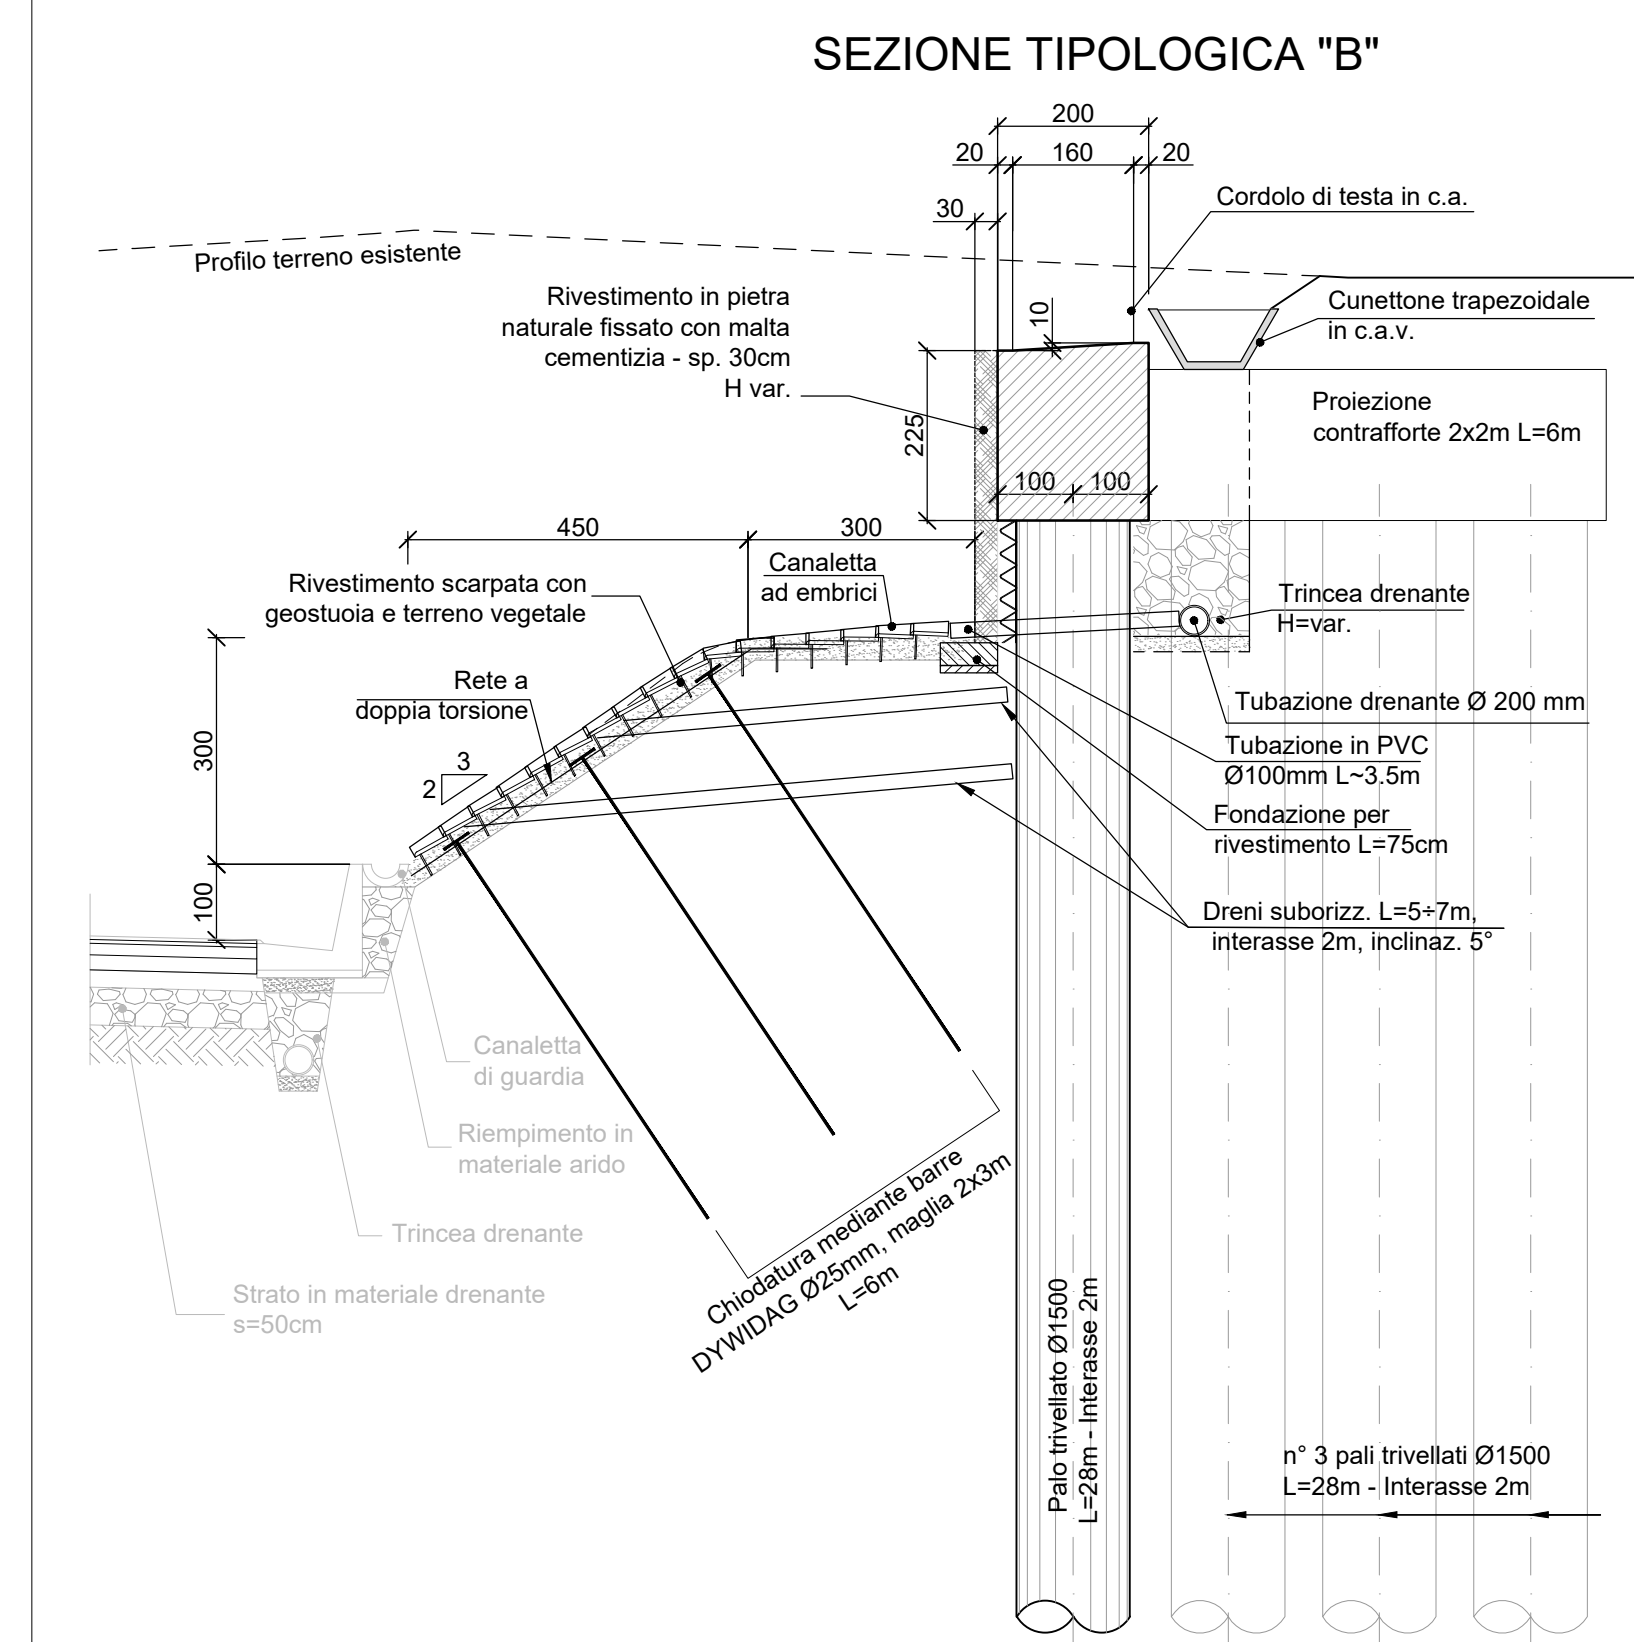 SEZIONE TIPOLOGICA "B"
200
20
160
20
30
Cordolo di testa in c.a.
Profilo terreno esistente
Rivestimento in pietra
naturale fissato con malta
cementizia - sp. 30cm
H var.
10
Cunettone trapezoidale
in c.a.v.
225
Proiezione
contrafforte 2x2m L=6m
100
100
450
300
Canaletta
ad embrici
Rivestimento scarpata con
geostuoia e terreno vegetale
Trincea drenante
H=var.
Rete a
doppia torsione
Tubazione drenante Ø 200 mm
300
3
2
Tubazione in PVC
Ø100mm L~3.5m
Fondazione per
rivestimento L=75cm
100
Dreni suborizz. L=5÷7m,
interasse 2m, inclinaz. 5°
Canaletta
di guardia
Riempimento in
materiale arido
Trincea drenante
Strato in materiale drenante
s=50cm
Chiodatura mediante barre
DYWIDAG Ø25mm, maglia 2x3m
L=6m
Palo trivellato Ø1500
L=28m - Interasse 2m
n° 3 pali trivellati Ø1500
L=28m - Interasse 2m